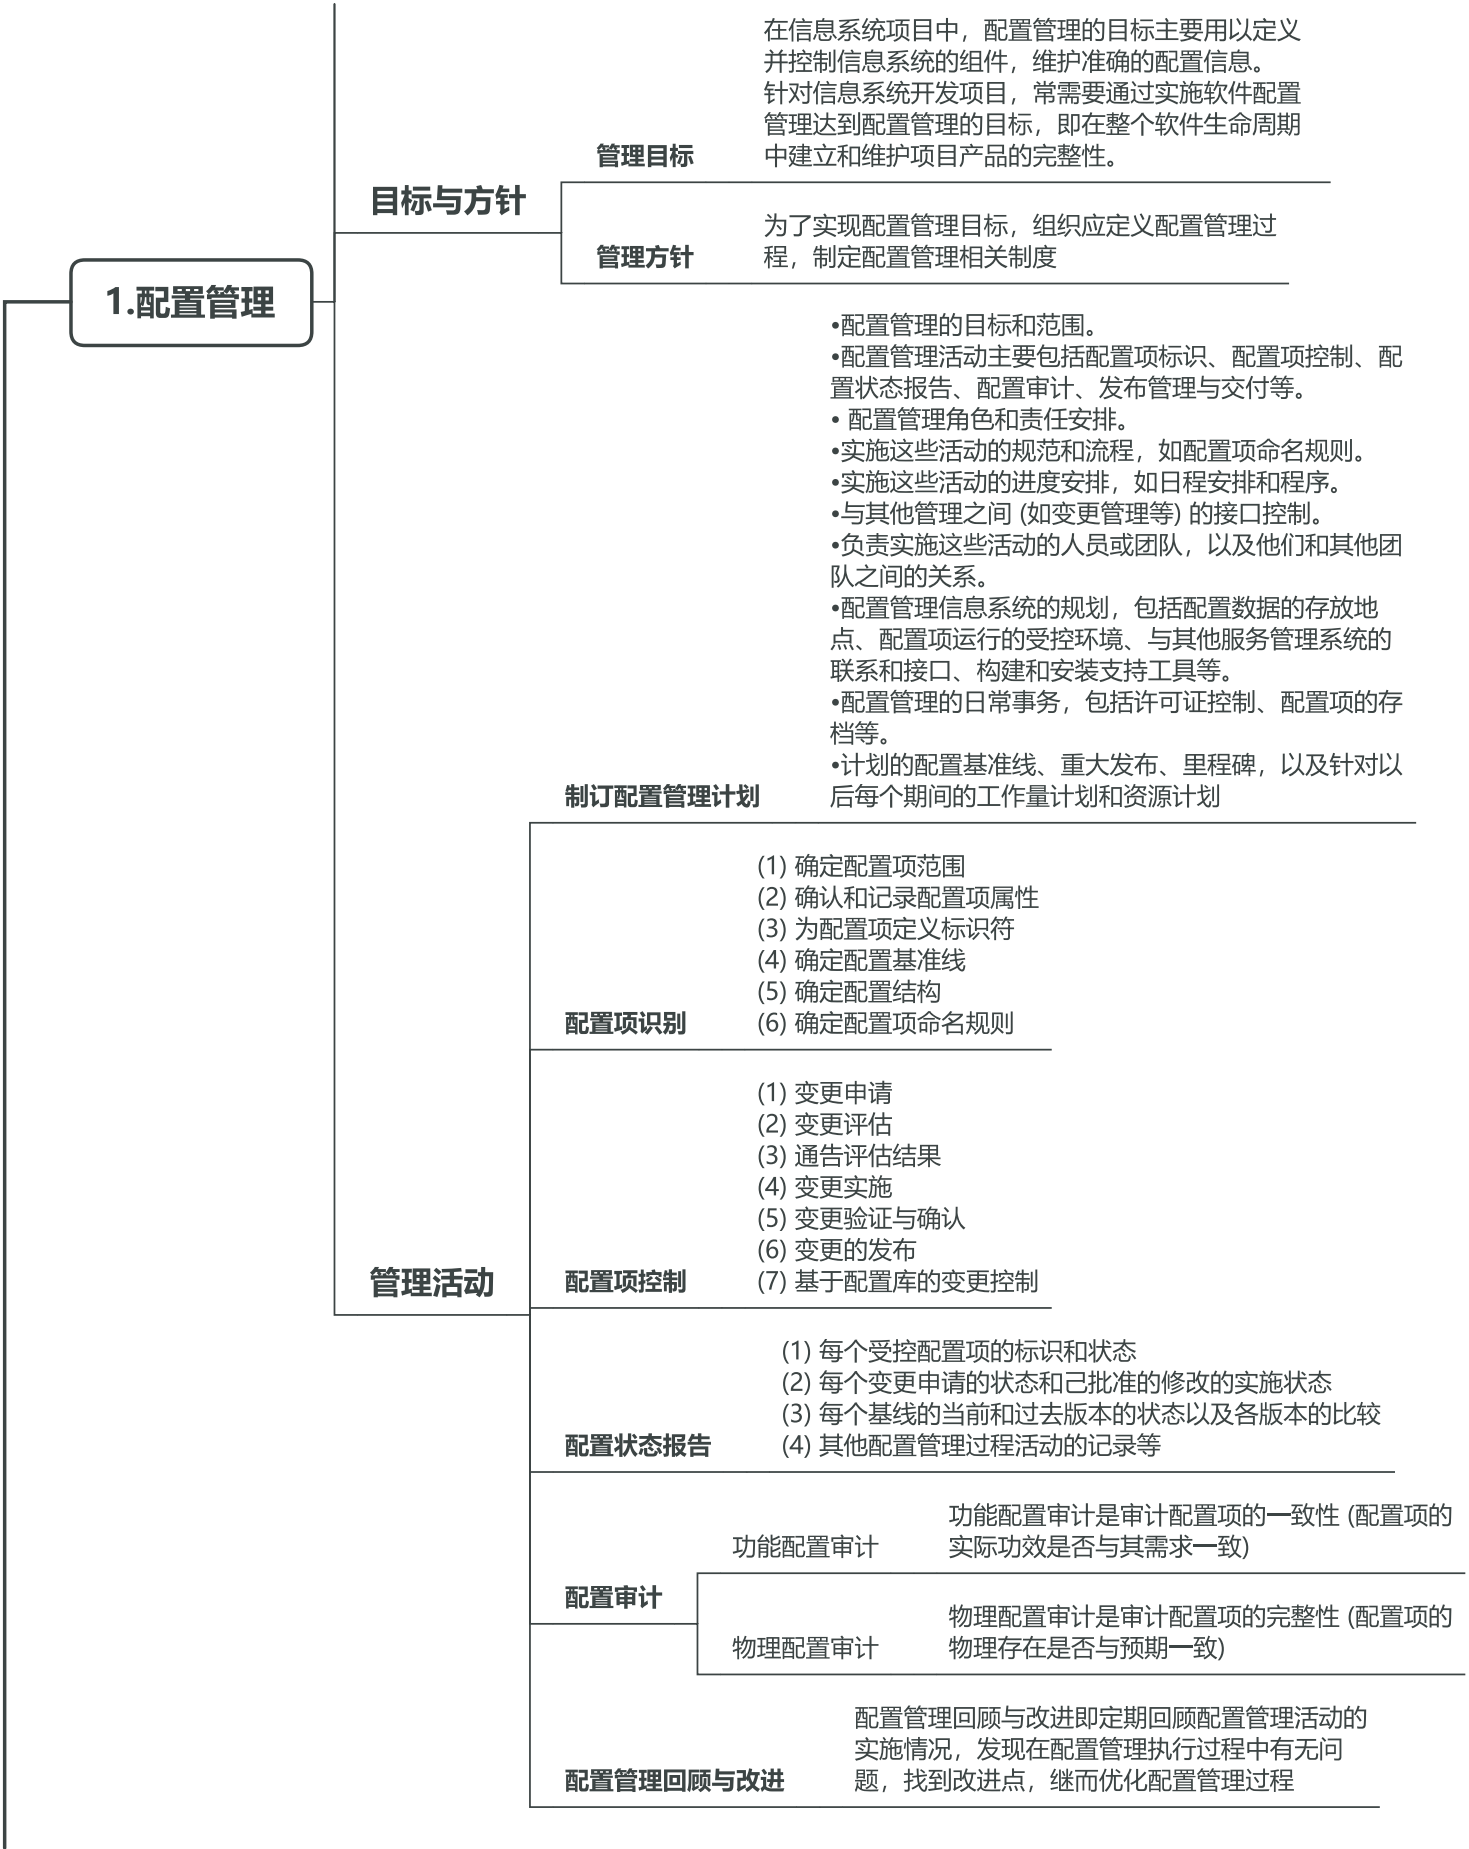 1.配置管理
目标与方针
管理目标
在信息系统项目中，配置管理的目标主要用以定义
并控制信息系统的组件，维护准确的配置信息。
针对信息系统开发项目，常需要通过实施软件配置
管理达到配置管理的目标，即在整个软件生命周期
中建立和维护项目产品的完整性。
管理方针
为了实现配置管理目标，组织应定义配置管理过
程，制定配置管理相关制度
管理活动
制订配置管理计划
•配置管理的目标和范围。
•配置管理活动主要包括配置项标识、配置项控制、配
置状态报告、配置审计、发布管理与交付等。
• 配置管理角色和责任安排。
•实施这些活动的规范和流程，如配置项命名规则。
•实施这些活动的进度安排，如日程安排和程序。
•与其他管理之间 (如变更管理等) 的接口控制。
•负责实施这些活动的人员或团队，以及他们和其他团
队之间的关系。
•配置管理信息系统的规划，包括配置数据的存放地
点、配置项运行的受控环境、与其他服务管理系统的
联系和接口、构建和安装支持工具等。
•配置管理的日常事务，包括许可证控制、配置项的存
档等。
•计划的配置基准线、重大发布、里程碑，以及针对以
后每个期间的工作量计划和资源计划
配置项识别
(1) 确定配置项范围
(2) 确认和记录配置项属性
(3) 为配置项定义标识符
(4) 确定配置基准线
(5) 确定配置结构
(6) 确定配置项命名规则
配置项控制
(1) 变更申请
(2) 变更评估
(3) 通告评估结果
(4) 变更实施
(5) 变更验证与确认
(6) 变更的发布
(7) 基于配置库的变更控制
配置状态报告
(1) 每个受控配置项的标识和状态
(2) 每个变更申请的状态和己批准的修改的实施状态
(3) 每个基线的当前和过去版本的状态以及各版本的比较
(4) 其他配置管理过程活动的记录等
配置审计
功能配置审计
功能配置审计是审计配置项的一致性 (配置项的
实际功效是否与其需求一致)
物理配置审计
物理配置审计是审计配置项的完整性 (配置项的
物理存在是否与预期一致)
配置管理回顾与改进
配置管理回顾与改进即定期回顾配置管理活动的
实施情况，发现在配置管理执行过程中有无问
题，找到改进点，继而优化配置管理过程